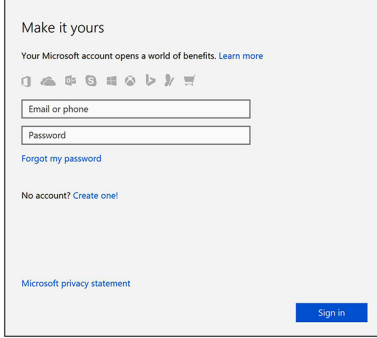 Make it yours
Your Microsoft account opens a world of benefits. Learn more
Email or phone
Password
Forgot my password
No account? Create one!
Microsoft privacy statement
Sign in